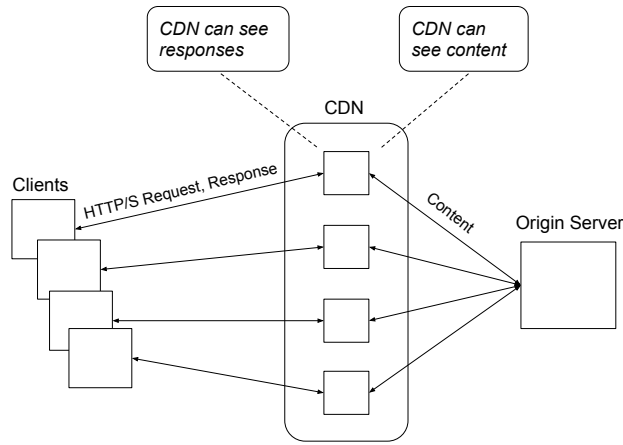 CDN can see
responses
CDN can
see content
CDN
Clients
HTTP/S Request, Response
Content
Origin Server